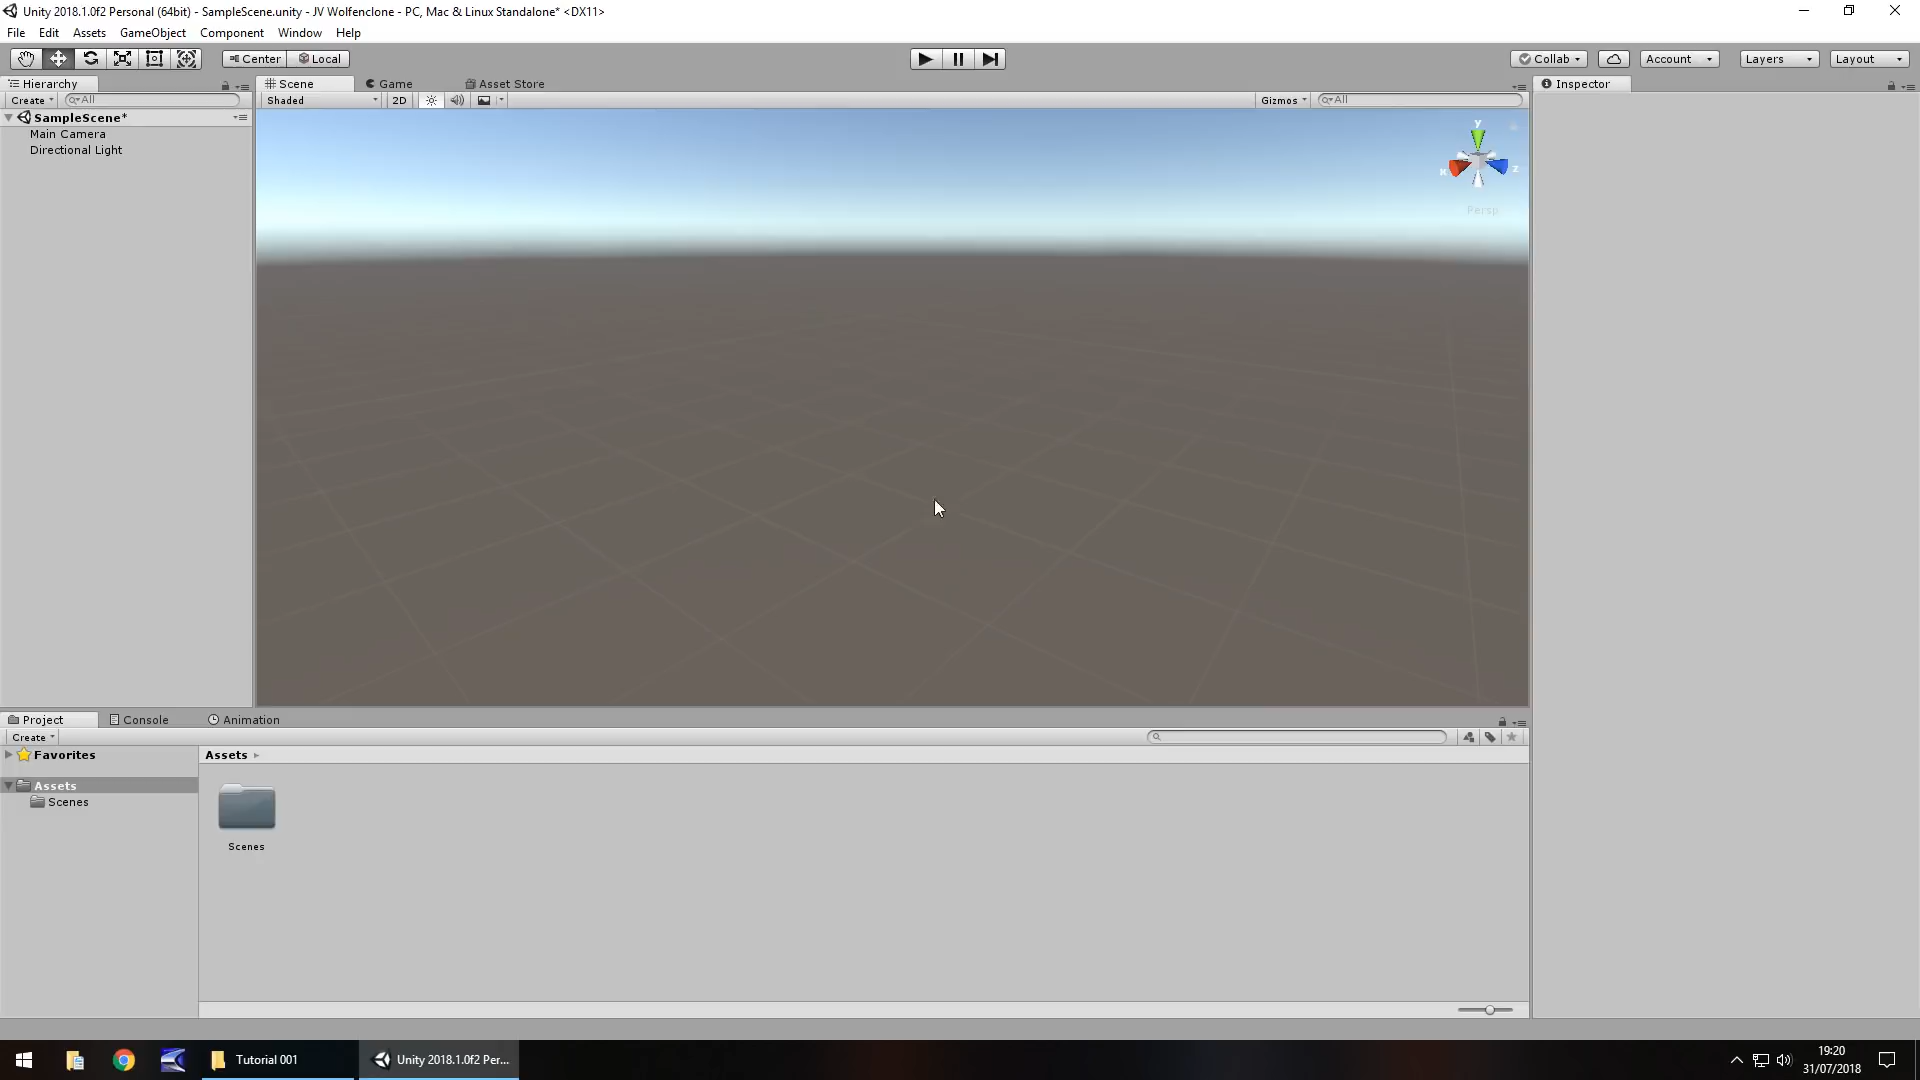 Unity 2018.1.0f2 Personal (64bit) - SampleScene.unity - JV Wolfenclone - PC, Mac & Linux Standalone* <DX11>
File Edit Assets GameObject Component Window Help
Center Local Collab Account Layers Layout
Hierarchy Scene Game Asset Store Inspector
Create All Shaded 2D Gizmos All
SampleScene*
Main Camera
Directional Light
y
x z
Persp
Project Console Animation
Create
Favorites Assets
Assets
Scenes
Scenes
Tutorial 001 Unity 2018.1.0f2 Per... 19:20
31/07/2018